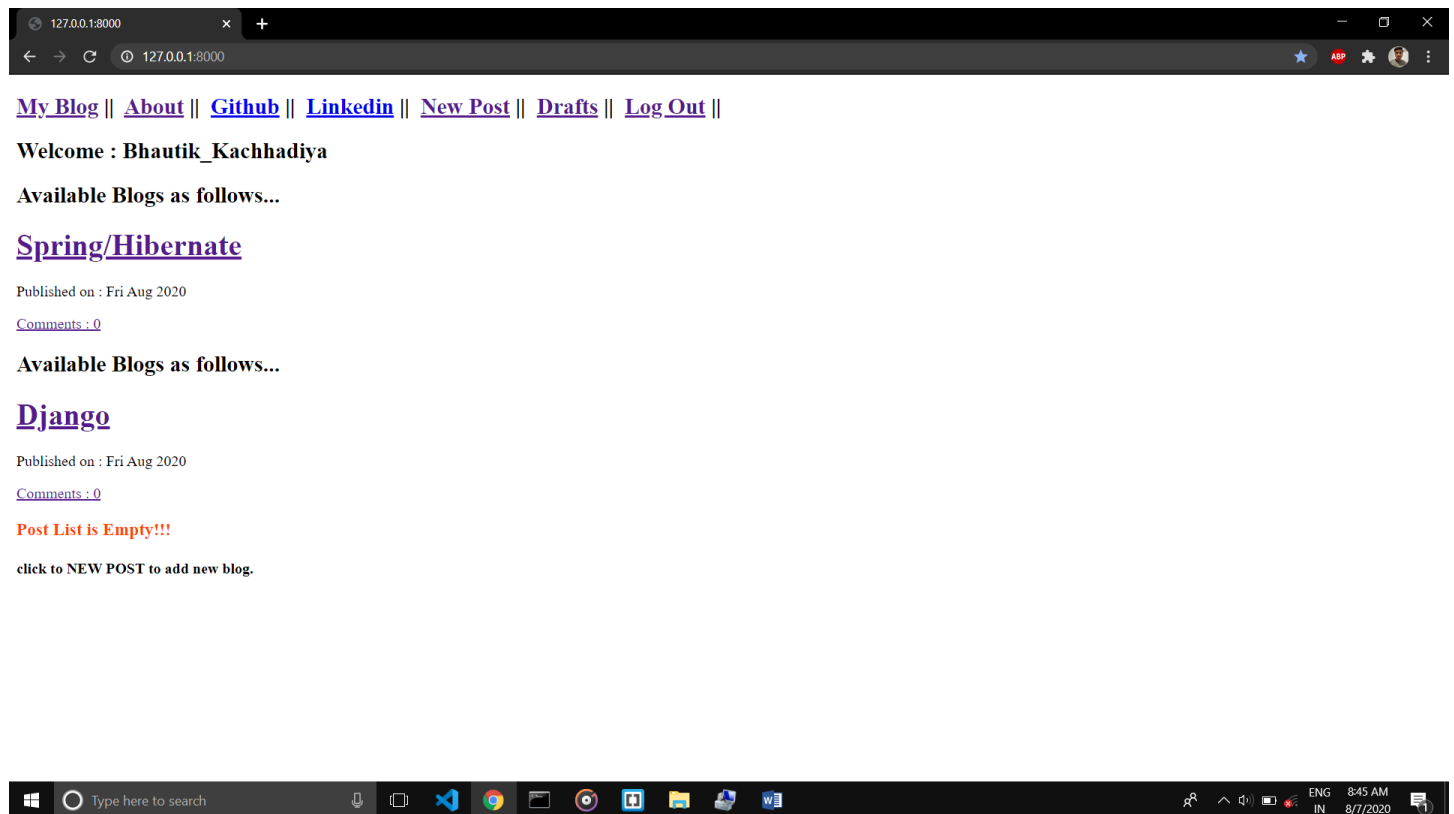 127.0.0.1:8000
127.0.0.1:8000
ABP
My Blog || About || Github || Linkedin || New Post || Drafts || Log Out ||
Welcome : Bhautik_Kachhadiya
Available Blogs as follows...
Spring/Hibernate
Published on : Fri Aug 2020
Comments : 0
Available Blogs as follows...
Django
Published on : Fri Aug 2020
Comments : 0
Post List is Empty!!!
click to NEW POST to add new blog.
Type here to search
ENG 8:45 AM
IN 8/7/2020
1